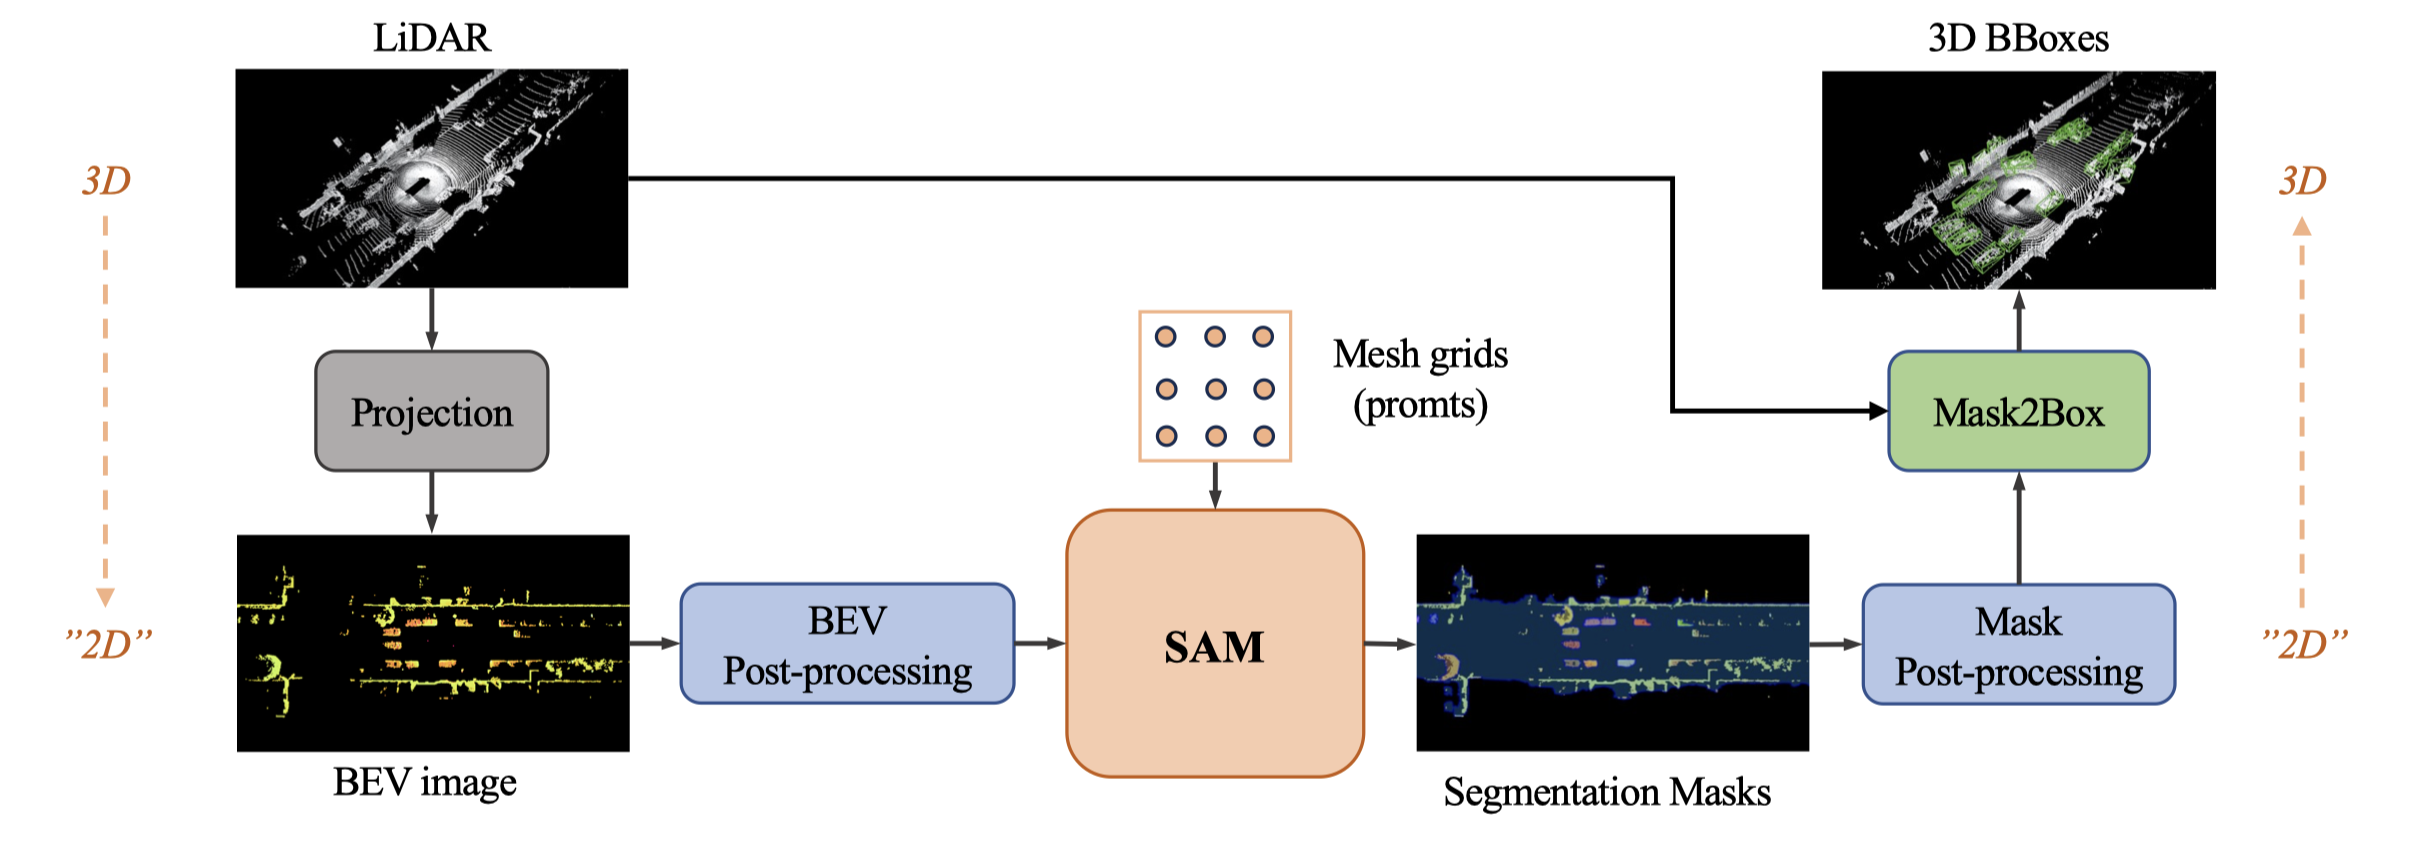 LiDAR
3D BBoxes
3D
3D
Mesh grids
(promts)
Projection
Mask2Box
”2D”
BEV
Post-processing
SAM
Mask
Post-processing
”2D”
BEV image
Segmentation Masks